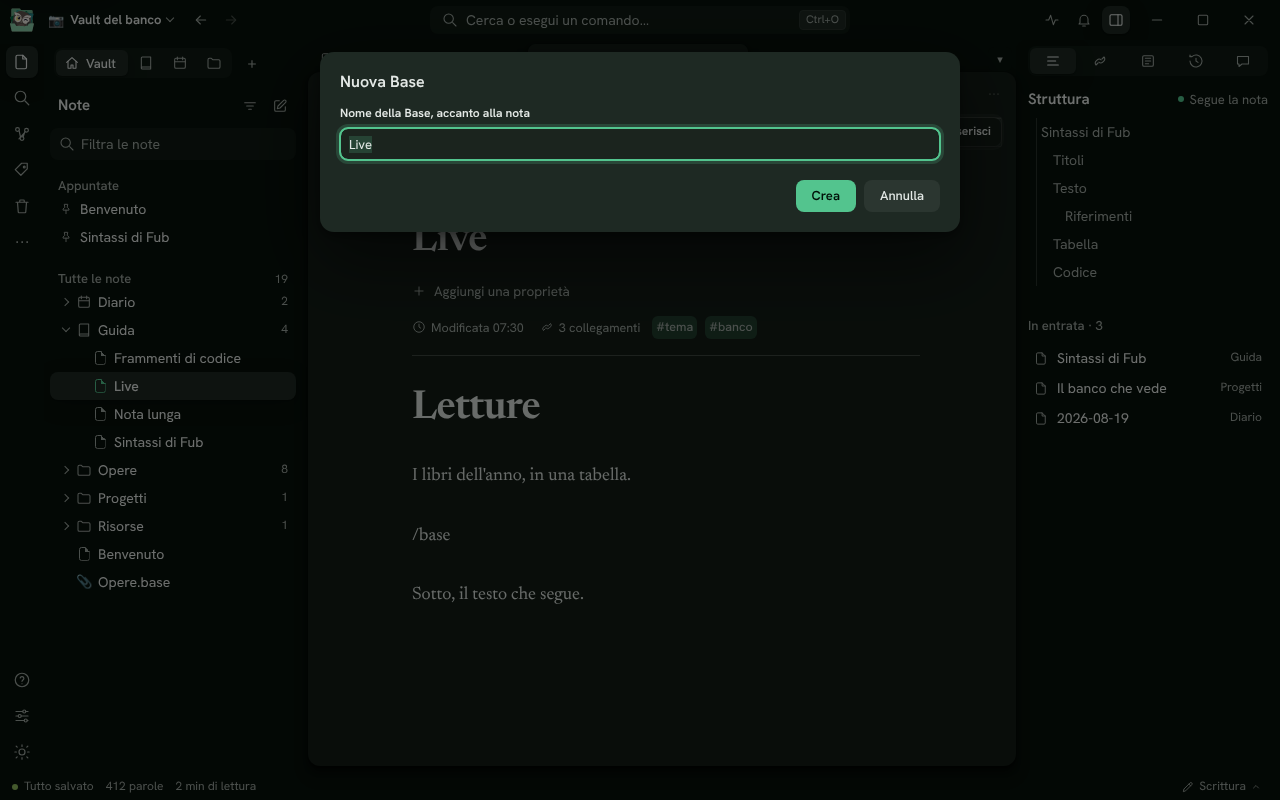 Vault del banco
Cerca o esegui un comando...
Ctrl+O
Vault
Note
Filtra le note
Appuntate
Benvenuto
Sintassi di Fub
Tutte le note 19
Diario 2
Guida 4
Frammenti di codice
Live
Nota lunga
Sintassi di Fub
Opere 8
Progetti 1
Risorse 1
Benvenuto
Opere.base
Tutto salvato 412 parole 2 min di lettura
Nuova Base
Nome della Base, accanto alla nota
Live
Crea
Annulla
Live
Aggiungi una proprietà
Modificata 07:30 3 collegamenti #tema #banco
Letture
I libri dell'anno, in una tabella.
/base
Sotto, il testo che segue.
Struttura
Segue la nota
Sintassi di Fub
Titoli
Testo
Riferimenti
Tabella
Codice
In entrata · 3
Sintassi di Fub Guida
Il banco che vede Progetti
2026-08-19 Diario
Scrittura